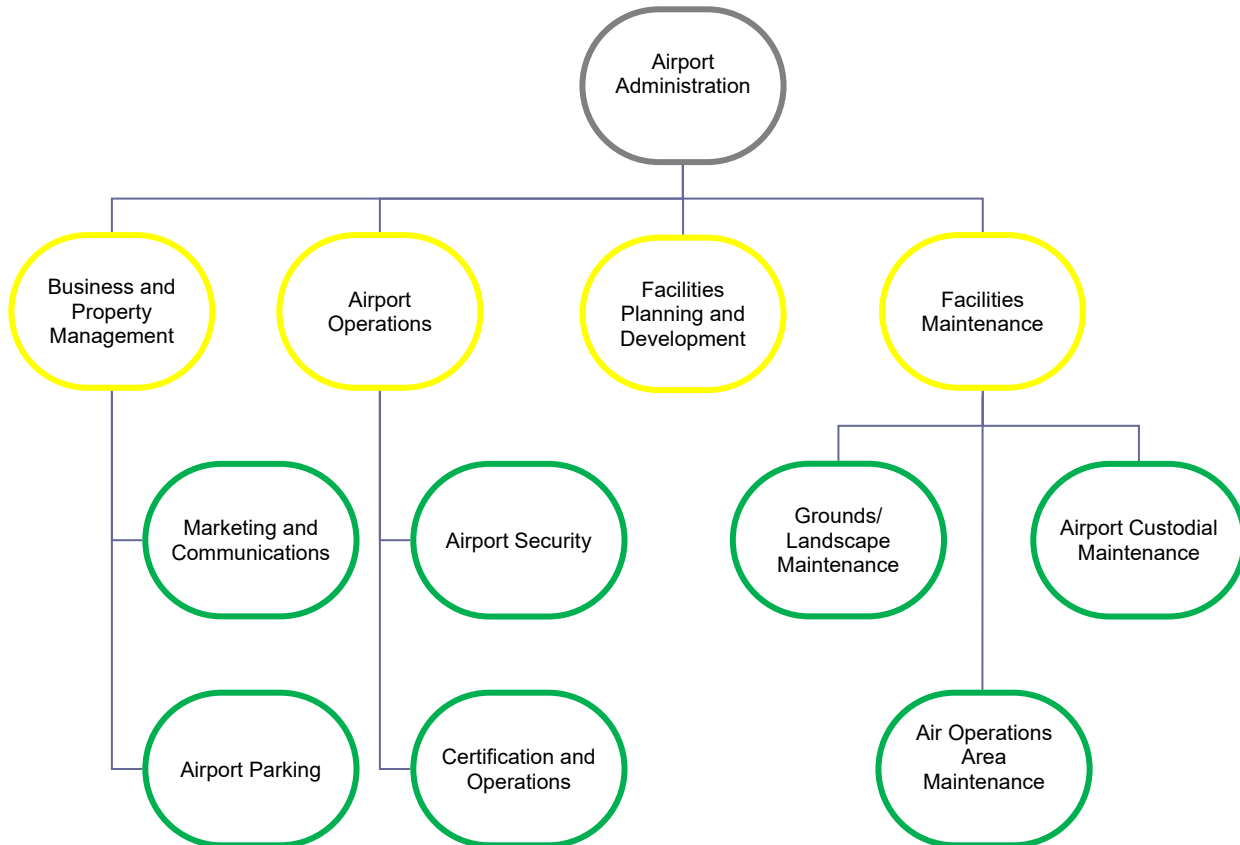 Airport
Administration
Business and
Property
Management
Airport
Operations
Facilities
Planning and
Development
Facilities
Maintenance
Marketing and
Communications
Airport Security
Grounds/
Landscape
Maintenance
Airport Custodial
Maintenance
Airport Parking
Certification and
Operations
Air Operations
Area
Maintenance